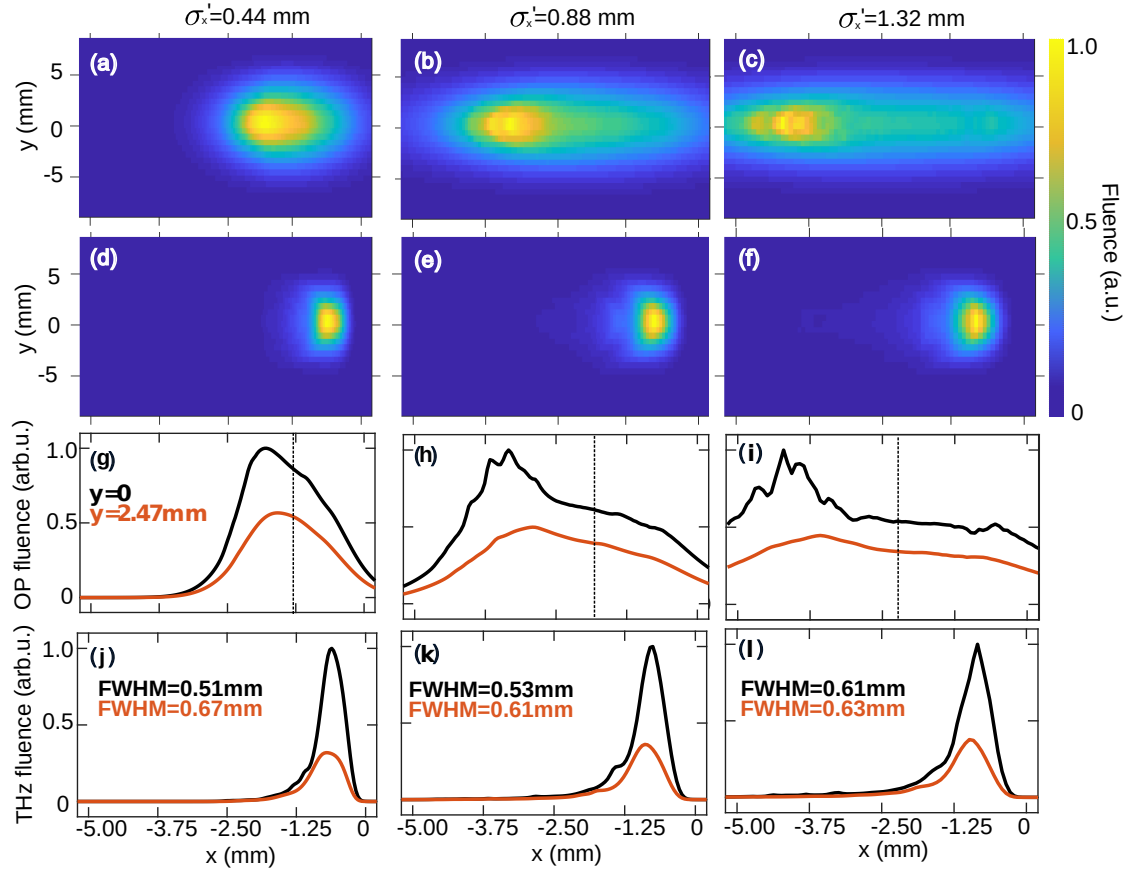 σx'=0.44 mm σx'=0.88 mm σx'=1.32 mm
(a) (b) (c)
y (mm)
5
0
-5
(d) (e) (f)
y (mm)
5
0
-5
1.0
0.5
0
Fluence (a.u.)
(g) (h) (i)
y=0
y=2.47mm
OP fluence (arb.u.)
1.0
0.5
0
(j) (k) (l)
FWHM=0.51mm FWHM=0.53mm FWHM=0.61mm
FWHM=0.67mm FWHM=0.61mm FWHM=0.63mm
THz fluence (arb.u.)
1.0
0.5
0
-5.00 -3.75 -2.50 -1.25 0 -5.00 -3.75 -2.50 -1.25 0 -5.00 -3.75 -2.50 -1.25 0
x (mm) x (mm) x (mm)